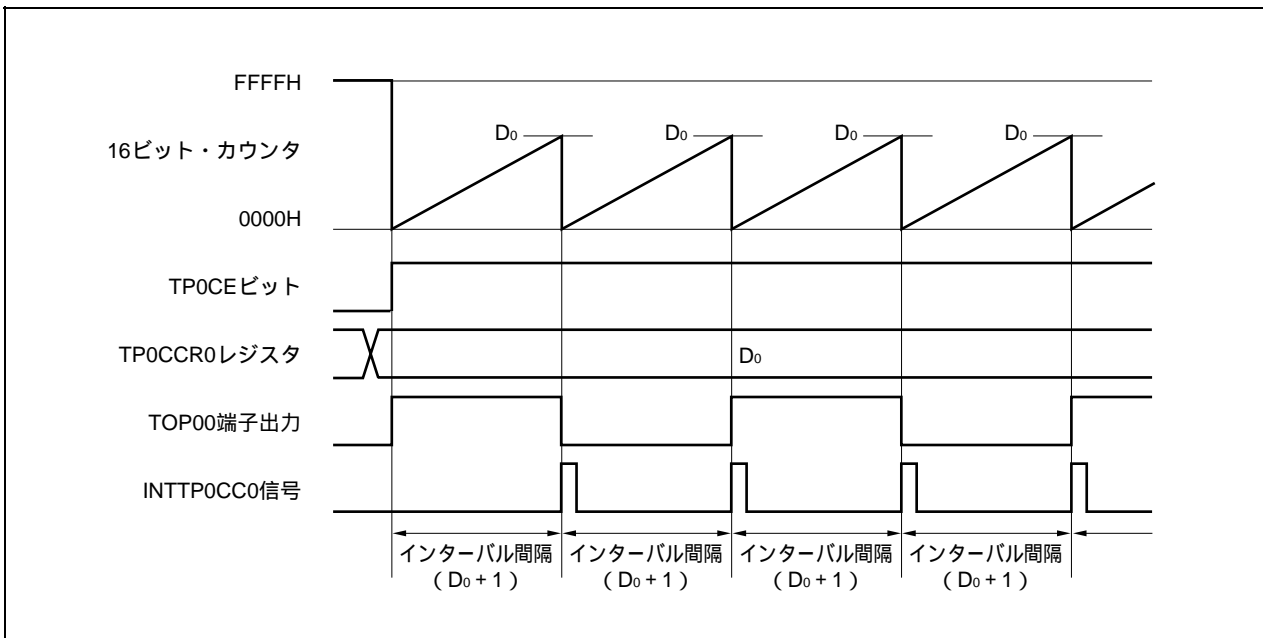 FFFFH
D0 D0 D0 D0
16ビット・カウンタ
0000H
TP0CEビット
TP0CCR0レジスタ D0
TOP00端子出力
INTTP0CC0信号
インターバル間隔 インターバル間隔 インターバル間隔 インターバル間隔
（D0 + 1） （D0 + 1） （D0 + 1） （D0 + 1）